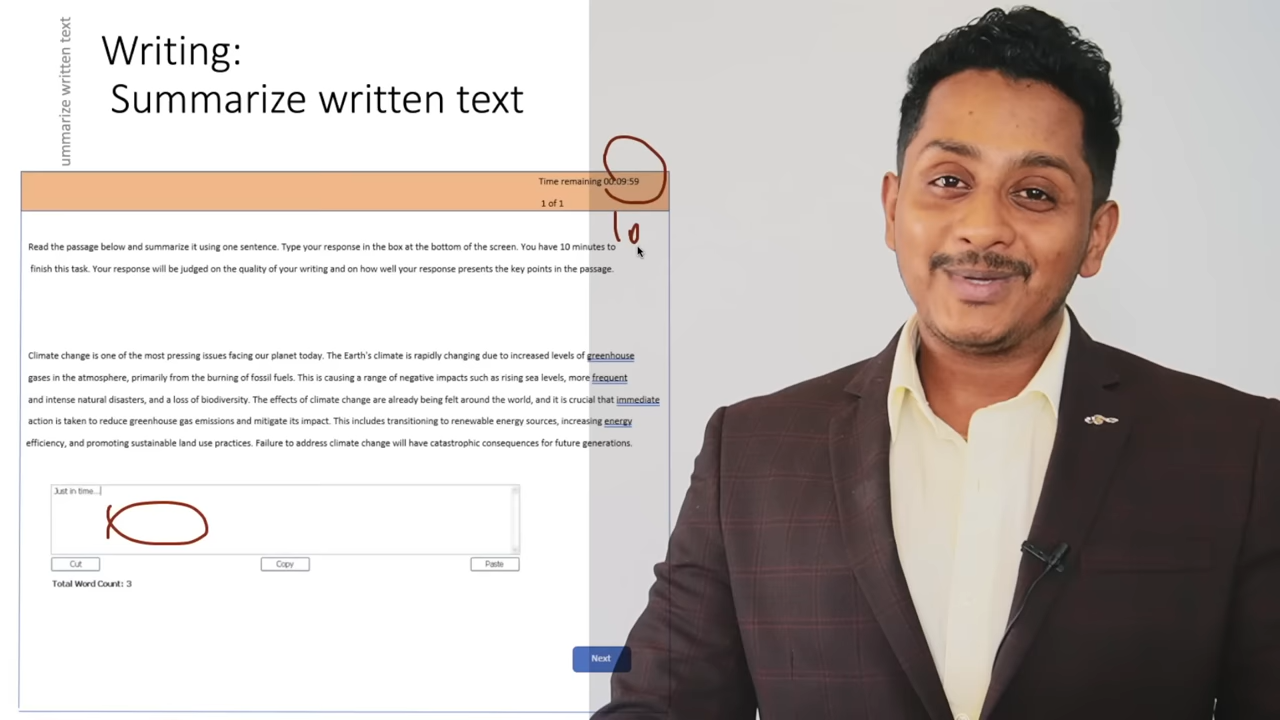 ummarize written text
Writing:
Summarize written text
Time remaining 00:09:59
1 of 1
10
Read the passage below and summarize it using one sentence. Type your response in the box at the bottom of the screen. You have 10 minutes to
finish this task. Your response will be judged on the quality of your writing and on how well your response presents the key points in the passage.
Climate change is one of the most pressing issues facing our planet today. The Earth's climate is rapidly changing due to increased levels of greenhouse
gases in the atmosphere, primarily from the burning of fossil fuels. This is causing a range of negative impacts such as rising sea levels, more frequent
and intense natural disasters, and a loss of biodiversity. The effects of climate change are already being felt around the world, and it is crucial that immediate
action is taken to reduce greenhouse gas emissions and mitigate its impact. This includes transitioning to renewable energy sources, increasing energy
efficiency, and promoting sustainable land use practices. Failure to address climate change will have catastrophic consequences for future generations.
Just in time...
Cut
Copy
Paste
Total Word Count: 3
Next